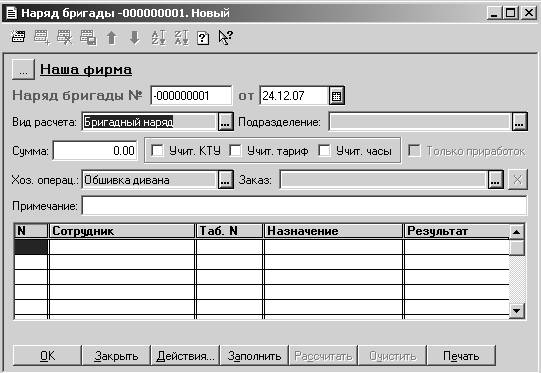 Наряд бригады -000000001. Новый
... Наша фирма
Наряд бригады № -000000001 от 24.12.07
Вид расчета: Бригадный наряд ... Подразделение: ...
Сумма: 0.00 Учит. КТУ Учит. тариф Учит. часы Только приработок
Хоз. операц.: Обшивка дивана ... Заказ: ... X
Примечание:
N Сотрудник Таб. N Назначение Результат
OK Закрыть Действия... Заполнить Рассчитать Очистить Печать